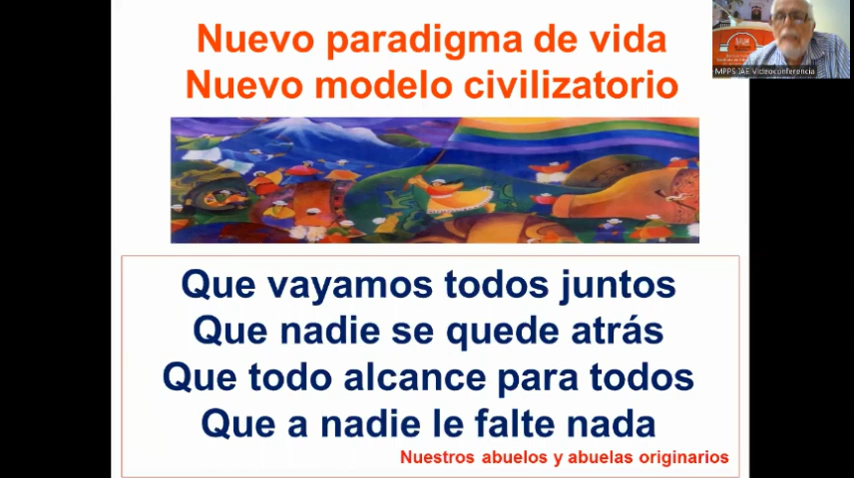 Nuevo paradigma de vida
Nuevo modelo civilizatorio
MPPS IAE Videoconferencia
Que vayamos todos juntos
Que nadie se quede atrás
Que todo alcance para todos
Que a nadie le falte nada
Nuestros abuelos y abuelas originarios